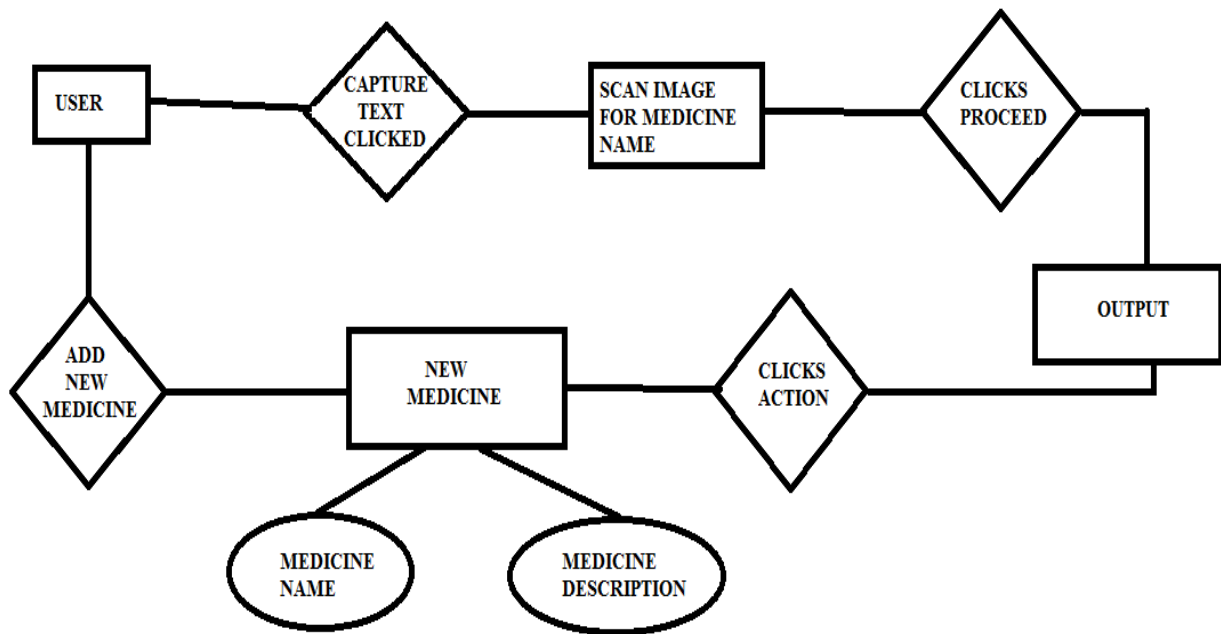 USER
CAPTURE
TEXT
CLICKED
SCAN IMAGE
FOR MEDICINE
NAME
CLICKS
PROCEED
OUTPUT
ADD
NEW
MEDICINE
NEW
MEDICINE
CLICKS
ACTION
MEDICINE
NAME
MEDICINE
DESCRIPTION